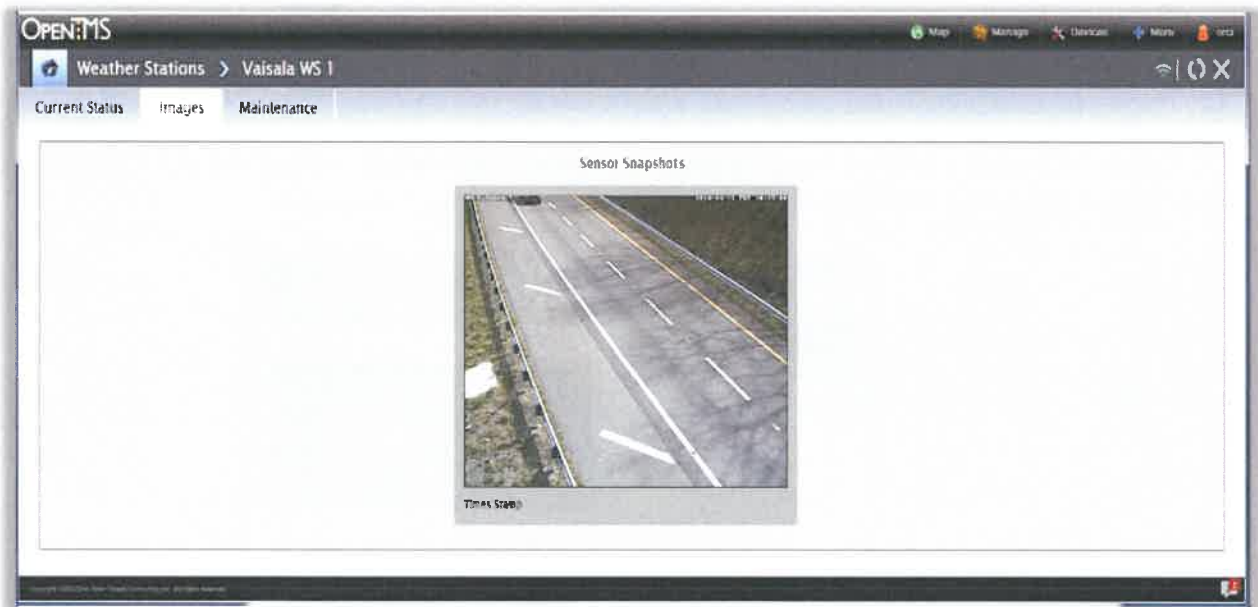 OPENTMS
Map Manage Devices More
Weather Stations > Vaisala WS 1
Current Status Images Maintenance
Sensor Snapshots
Times Stamp